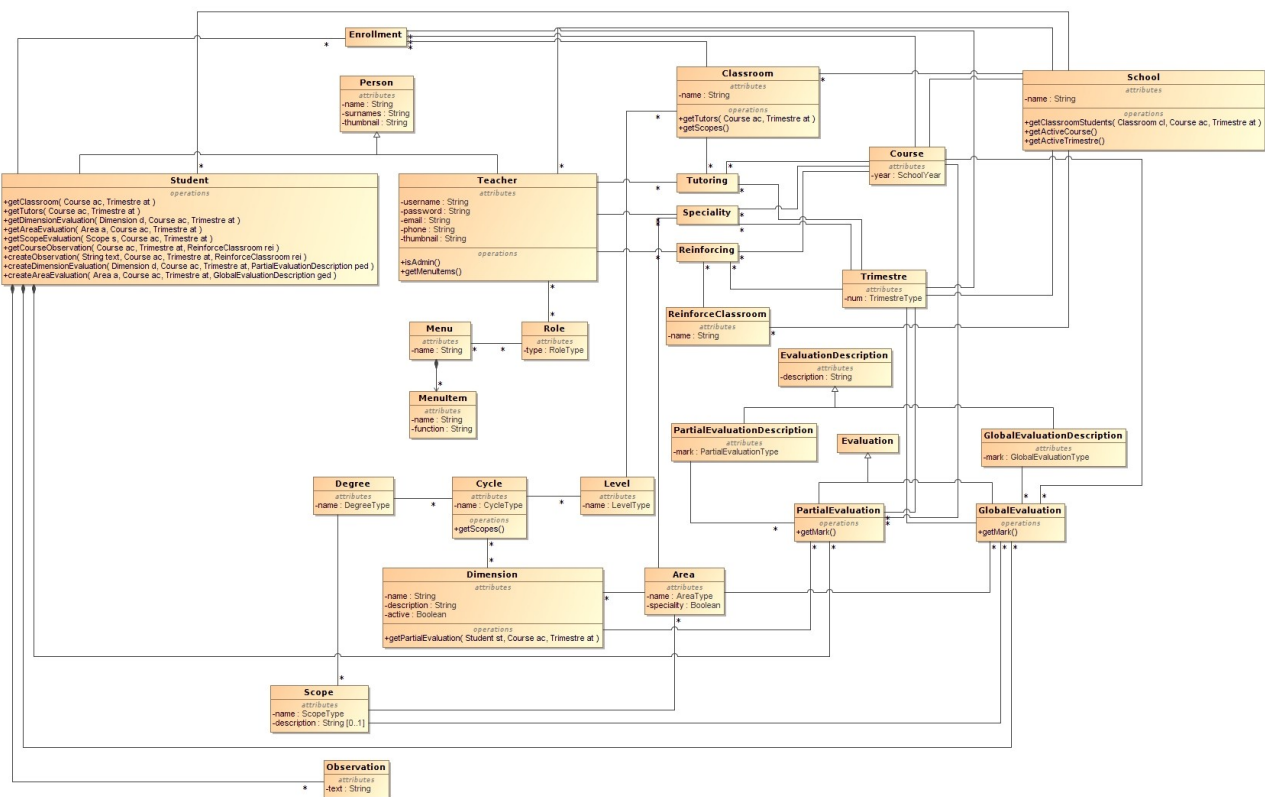 Enrollment
Person
attributes
-name : String
-surnames : String
-thumbnail : String
Classroom
attributes
-name : String
operations
+getTutors( Course ac, Trimestre at )
+getScopes()
School
attributes
-name : String
operations
+getClassroomStudents( Classroom cl, Course ac, Trimestre at )
+getActiveCourse()
+getActiveTrimestre()
Course
attributes
-year : SchoolYear
Student
operations
+getClassroom( Course ac, Trimestre at )
+getTutors( Course ac, Trimestre at )
+getDimensionEvaluation( Dimension d, Course ac, Trimestre at )
+getAreaEvaluation( Area a, Course ac, Trimestre at )
+getScopeEvaluation( Scope s, Course ac, Trimestre at )
+getCourseObservation( Course ac, Trimestre at, ReinforceClassroom rei )
+createObservation( String text, Course ac, Trimestre at, ReinforceClassroom rei )
+createDimensionEvaluation( Dimension d, Course ac, Trimestre at, PartialEvaluationDescription ped )
+createAreaEvaluation( Area a, Course ac, Trimestre at, GlobalEvaluationDescription ged )
Teacher
attributes
-username : String
-password : String
-email : String
-phone : String
-thumbnail : String
operations
+isAdmin()
+getMenuItems()
Tutoring
Speciality
Reinforcing
Trimestre
attributes
-num : TrimestreType
ReinforceClassroom
attributes
-name : String
Menu
attributes
-name : String
Role
attributes
-type : RoleType
MenuItem
attributes
-name : String
-function : String
EvaluationDescription
attributes
-description : String
PartialEvaluationDescription
attributes
-mark : PartialEvaluationType
Evaluation
GlobalEvaluationDescription
attributes
-mark : GlobalEvaluationType
Degree
attributes
-name : DegreeType
Cycle
attributes
-name : CycleType
operations
+getScopes()
Level
attributes
-name : LevelType
PartialEvaluation
operations
+getMark()
GlobalEvaluation
operations
+getMark()
Dimension
attributes
-name : String
-description : String
-active : Boolean
operations
+getPartialEvaluation( Student st, Course ac, Trimestre at )
Area
attributes
-name : AreaType
-speciality : Boolean
Scope
attributes
-name : ScopeType
-description : String [0..1]
Observation
attributes
-text : String